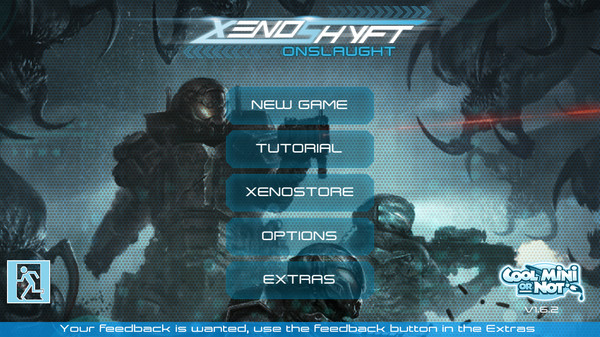 XENOSHYFT
ONSLAUGHT
NEW GAME
TUTORIAL
XENOSTORE
OPTIONS
EXTRAS
COOL MINI
OR NOT
V1.6.2
Your feedback is wanted, use the feedback button in the Extras